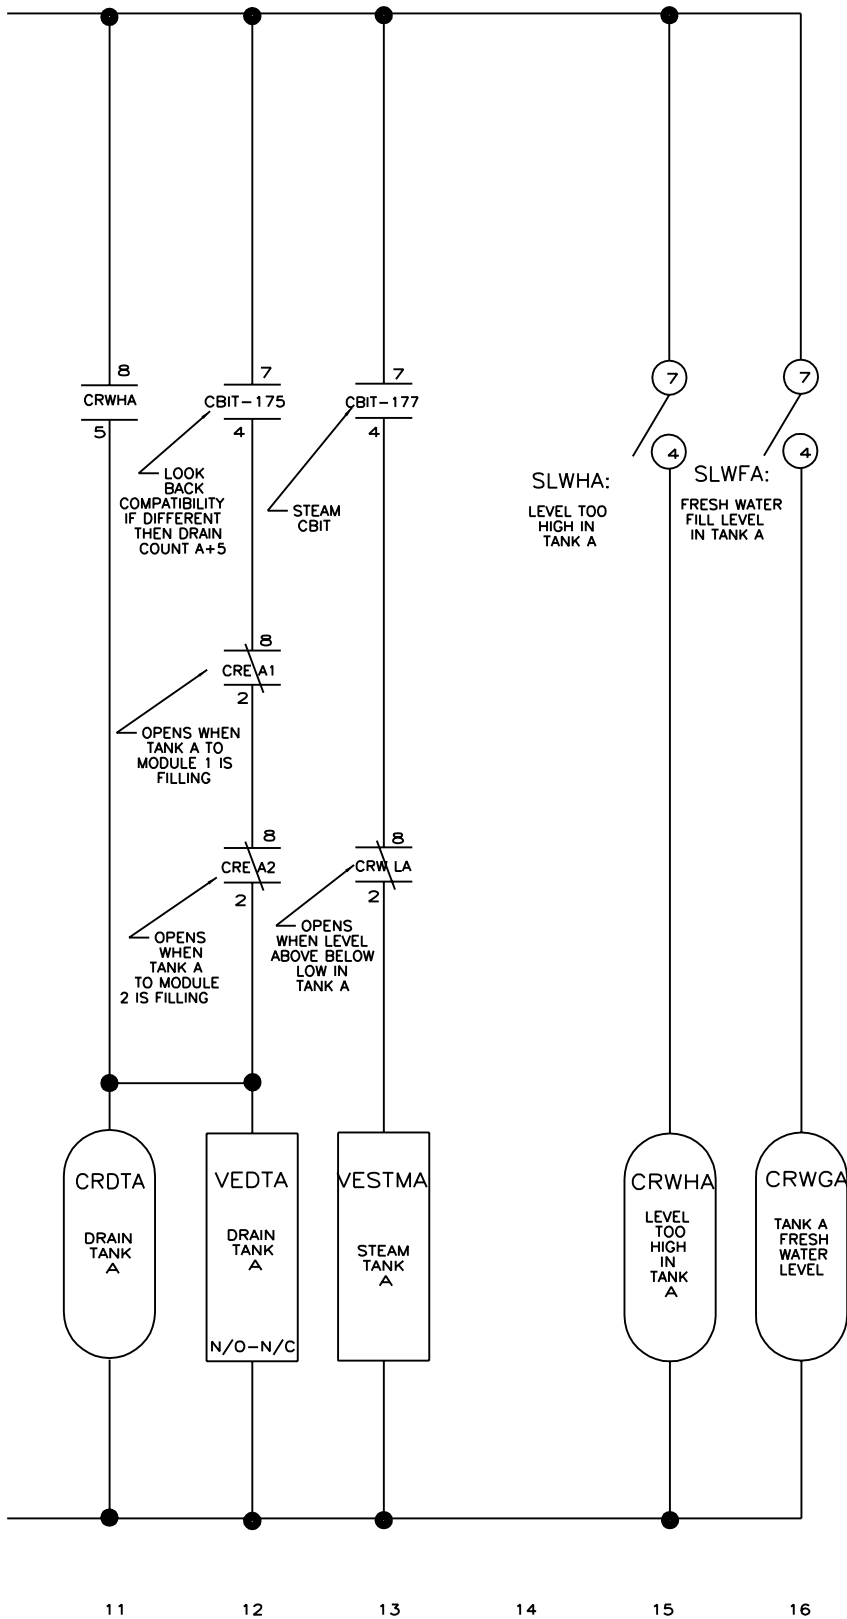 8
CRWHA
5
7
CBIT-175
4
LOOK
BACK
COMPATIBILITY
IF DIFFERENT
THEN DRAIN
COUNT A+5
8
CRE A1
2
OPENS WHEN
TANK A TO
MODULE 1 IS
FILLING
8
CRE A2
2
OPENS
WHEN
TANK A
TO MODULE
2 IS FILLING
7
CBIT-177
4
STEAM
CBIT
8
CRW LA
2
OPENS
WHEN LEVEL
ABOVE BELOW
LOW IN
TANK A
7
4
SLWHA:
LEVEL TOO
HIGH IN
TANK A
7
4
SLWFA:
FRESH WATER
FILL LEVEL
IN TANK A
CRDTA
DRAIN
TANK
A
VEDTA
DRAIN
TANK
A
N/O-N/C
VESTMA
STEAM
TANK
A
CRWHA
LEVEL
TOO
HIGH
IN
TANK
A
CRWGA
TANK A
FRESH
WATER
LEVEL
11 12 13 14 15 16